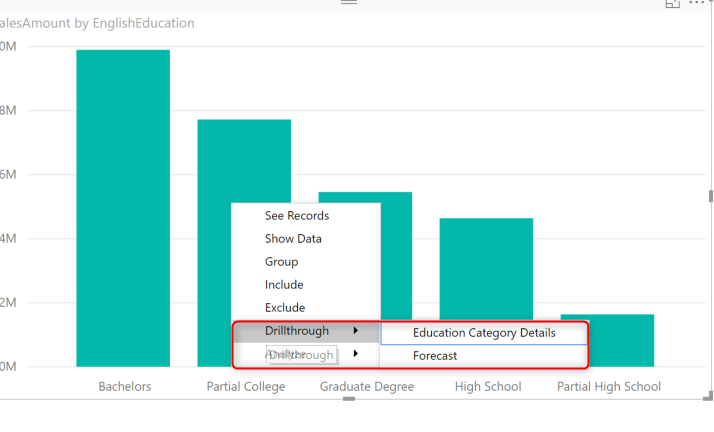 alesAmount by EnglishEducation
0M
8M
6M
4M
2M
0M
See Records
Show Data
Group
Include
Exclude
Drillthrough
Education Category Details
Analyze
Drillthrough
Forecast
Bachelors Partial College Graduate Degree High School Partial High School